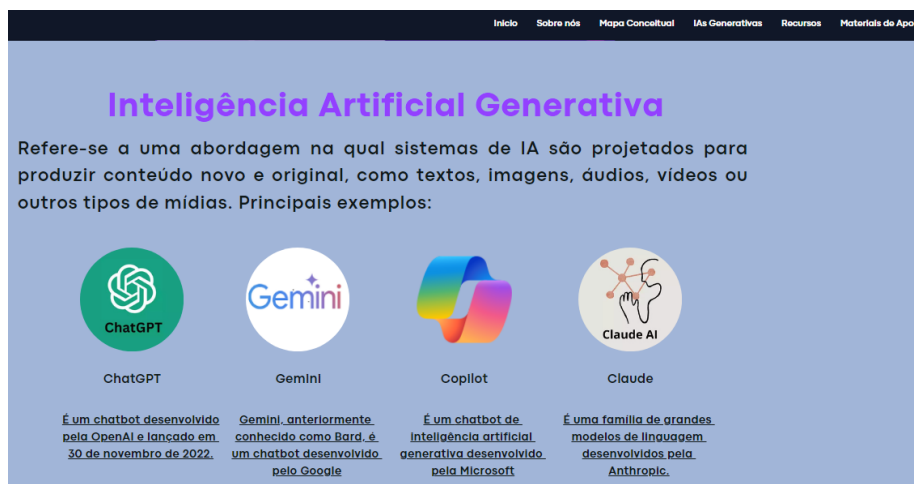 Inicio Sobre nós Mapa Conceitual IAs Generativas Recursos Materiais de Apo
Inteligência Artificial Generativa
Refere-se a uma abordagem na qual sistemas de IA são projetados para
produzir conteúdo novo e original, como textos, imagens, áudios, vídeos ou
outros tipos de mídias. Principais exemplos:
ChatGPT
Gemini
Claude AI
ChatGPT
Gemini
Copilot
Claude
É um chatbot desenvolvido
pela OpenAI e lançado em
30 de novembro de 2022.
Gemini, anteriormente
conhecido como Bard, é
um chatbot desenvolvido
pelo Google
É um chatbot de
inteligência artificial
generativa desenvolvido
pela Microsoft
É uma família de grandes
modelos de linguagem
desenvolvidos pela
Anthropic.